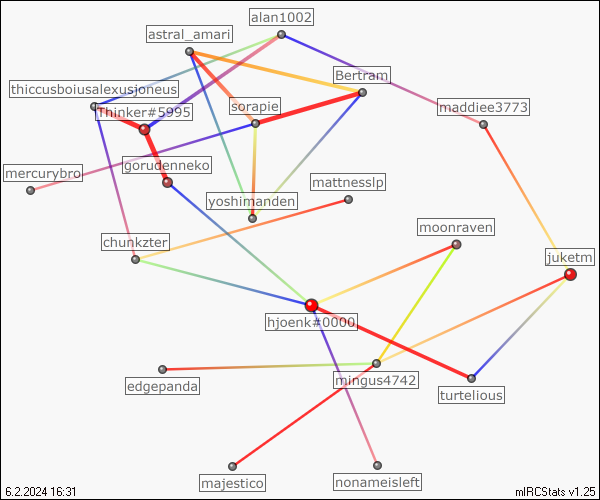 alan1002
astral_amari
Bertram
thiccusboiusalexusjoneus
Thinker#5995
sorapie
maddiee3773
gorudenneko
mercurybro
mattnesslp
yoshimanden
moonraven
chunkzter
juketm
hjoenk#0000
mingus4742
edgepanda
turtelious
majestico
nonameisleft
6.2.2024 16:31
mIRCStats v1.25